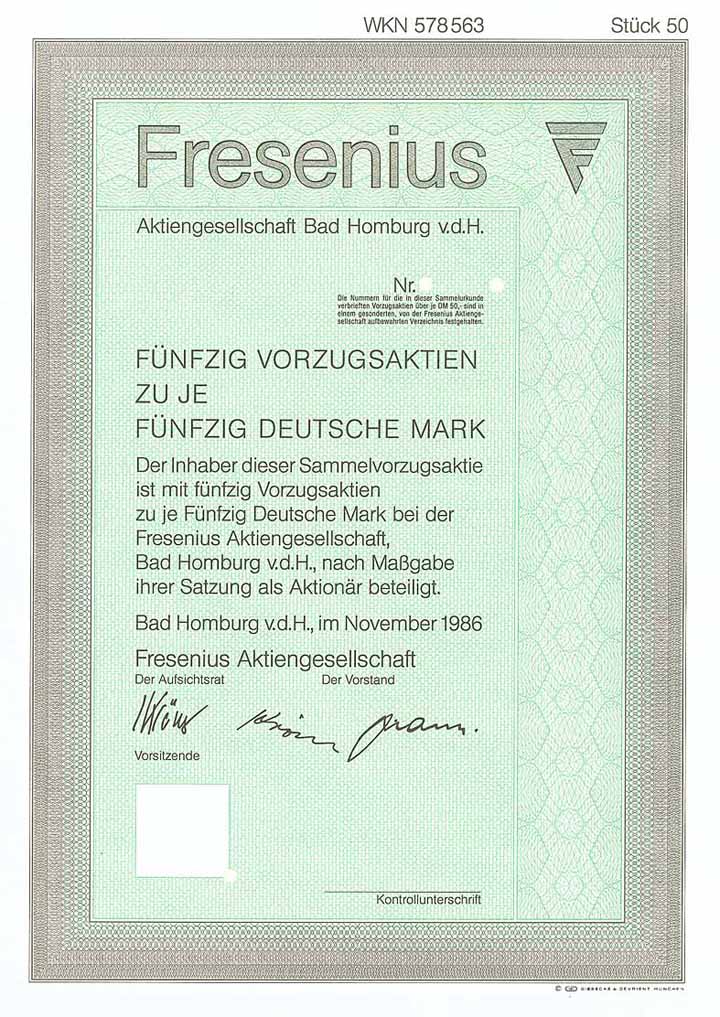 WKN 578563 Stück 50
Fresenius
Aktiengesellschaft Bad Homburg v.d.H.
Nr.
Die Nummern für die in dieser Sammelurkunde
verbrieften Vorzugsaktien über je DM 50,- sind in
einem gesonderten, von der Fresenius Aktienge-
sellschaft aufbewahrten Verzeichnis festgehalten.
FÜNFZIG VORZUGSAKTIEN
ZU JE
FÜNFZIG DEUTSCHE MARK
Der Inhaber dieser Sammelvorzugsaktie
ist mit fünfzig Vorzugsaktien
zu je Fünfzig Deutsche Mark bei der
Fresenius Aktiengesellschaft,
Bad Homburg v.d.H., nach Maßgabe
ihrer Satzung als Aktionär beteiligt.
Bad Homburg v.d.H., im November 1986
Fresenius Aktiengesellschaft
Der Aufsichtsrat Der Vorstand
Vorsitzende
Kontrollunterschrift
© GD GIESECKE & DEVRIENT MÜNCHEN